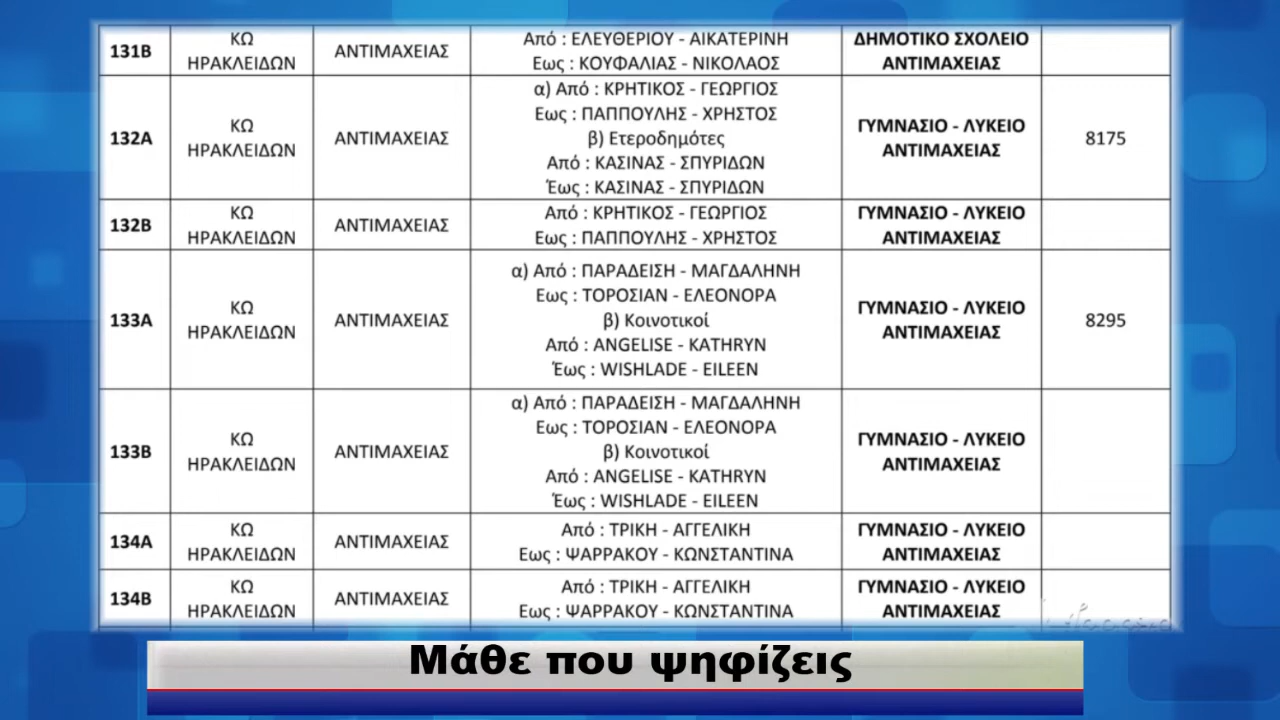 131Β
ΚΩ
ΗΡΑΚΛΕΙΔΩΝ
ΑΝΤΙΜΑΧΕΙΑΣ
Από : ΕΛΕΥΘΕΡΙΟΥ - ΑΙΚΑΤΕΡΙΝΗ
Εως : ΚΟΥΦΑΛΙΑΣ - ΝΙΚΟΛΑΟΣ
ΔΗΜΟΤΙΚΟ ΣΧΟΛΕΙΟ
ΑΝΤΙΜΑΧΕΙΑΣ
132Α
ΚΩ
ΗΡΑΚΛΕΙΔΩΝ
ΑΝΤΙΜΑΧΕΙΑΣ
α) Από : ΚΡΗΤΙΚΟΣ - ΓΕΩΡΓΙΟΣ
Εως : ΠΑΠΠΟΥΛΗΣ - ΧΡΗΣΤΟΣ
β) Ετεροδημότες
Από : ΚΑΣΙΝΑΣ - ΣΠΥΡΙΔΩΝ
Έως : ΚΑΣΙΝΑΣ - ΣΠΥΡΙΔΩΝ
ΓΥΜΝΑΣΙΟ - ΛΥΚΕΙΟ
ΑΝΤΙΜΑΧΕΙΑΣ
8175
132Β
ΚΩ
ΗΡΑΚΛΕΙΔΩΝ
ΑΝΤΙΜΑΧΕΙΑΣ
Από : ΚΡΗΤΙΚΟΣ - ΓΕΩΡΓΙΟΣ
Εως : ΠΑΠΠΟΥΛΗΣ - ΧΡΗΣΤΟΣ
ΓΥΜΝΑΣΙΟ - ΛΥΚΕΙΟ
ΑΝΤΙΜΑΧΕΙΑΣ
133Α
ΚΩ
ΗΡΑΚΛΕΙΔΩΝ
ΑΝΤΙΜΑΧΕΙΑΣ
α) Από : ΠΑΡΑΔΕΙΣΗ - ΜΑΓΔΑΛΗΝΗ
Εως : ΤΟΡΟΣΙΑΝ - ΕΛΕΟΝΟΡΑ
β) Κοινοτικοί
Από : ANGELISE - KATHRYN
Έως : WISHLADE - EILEEN
ΓΥΜΝΑΣΙΟ - ΛΥΚΕΙΟ
ΑΝΤΙΜΑΧΕΙΑΣ
8295
133Β
ΚΩ
ΗΡΑΚΛΕΙΔΩΝ
ΑΝΤΙΜΑΧΕΙΑΣ
α) Από : ΠΑΡΑΔΕΙΣΗ - ΜΑΓΔΑΛΗΝΗ
Εως : ΤΟΡΟΣΙΑΝ - ΕΛΕΟΝΟΡΑ
β) Κοινοτικοί
Από : ANGELISE - KATHRYN
Έως : WISHLADE - EILEEN
ΓΥΜΝΑΣΙΟ - ΛΥΚΕΙΟ
ΑΝΤΙΜΑΧΕΙΑΣ
134Α
ΚΩ
ΗΡΑΚΛΕΙΔΩΝ
ΑΝΤΙΜΑΧΕΙΑΣ
Από : ΤΡΙΚΗ - ΑΓΓΕΛΙΚΗ
Εως : ΨΑΡΡΑΚΟΥ - ΚΩΝΣΤΑΝΤΙΝΑ
ΓΥΜΝΑΣΙΟ - ΛΥΚΕΙΟ
ΑΝΤΙΜΑΧΕΙΑΣ
134Β
ΚΩ
ΗΡΑΚΛΕΙΔΩΝ
ΑΝΤΙΜΑΧΕΙΑΣ
Από : ΤΡΙΚΗ - ΑΓΓΕΛΙΚΗ
Εως : ΨΑΡΡΑΚΟΥ - ΚΩΝΣΤΑΝΤΙΝΑ
ΓΥΜΝΑΣΙΟ - ΛΥΚΕΙΟ
ΑΝΤΙΜΑΧΕΙΑΣ
Μάθε που ψηφίζεις